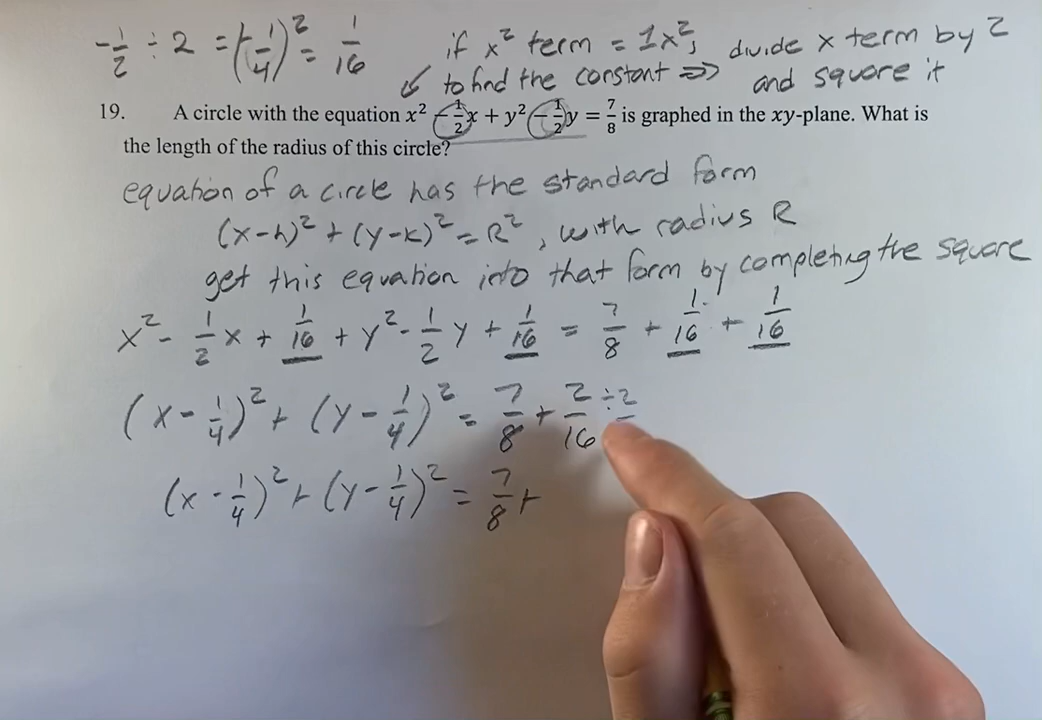 -1/2 ÷ 2 = (-1/4)² = 1/16
if x² term = 1x², divide x term by 2
↙ to find the constant ⇒ and square it
19. A circle with the equation x² − 1/2x + y² − 1/2y = 7/8 is graphed in the xy-plane. What is
the length of the radius of this circle?
equation of a circle has the standard form
(x-h)² + (y-k)² = R², with radius R
get this equation into that form by completing the square
x² - 1/2 x + 1/16 + y² - 1/2 y + 1/16 = 7/8 + 1/16 + 1/16
(x - 1/4)² + (y - 1/4)² = 7/8 + 2/16 ÷2
(x - 1/4)² + (y - 1/4)² = 7/8 +